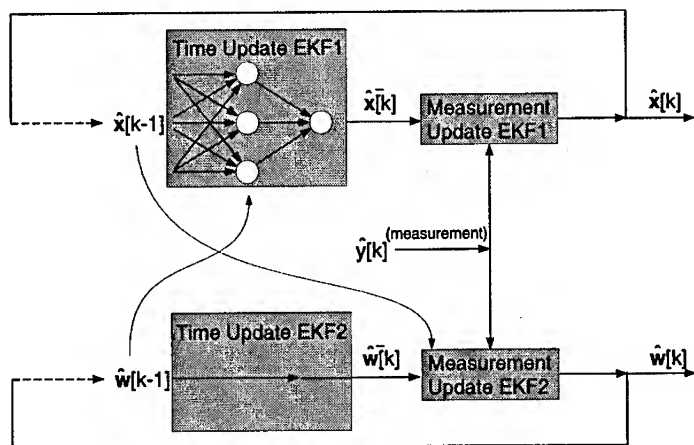 Time Update EKF1
x̂[k-1]
x̂⁻[k]
Measurement
Update EKF1
x̂[k]
(measurement)
ŷ[k]
Time Update EKF2
ŵ[k-1]
ŵ⁻[k]
Measurement
Update EKF2
ŵ[k]